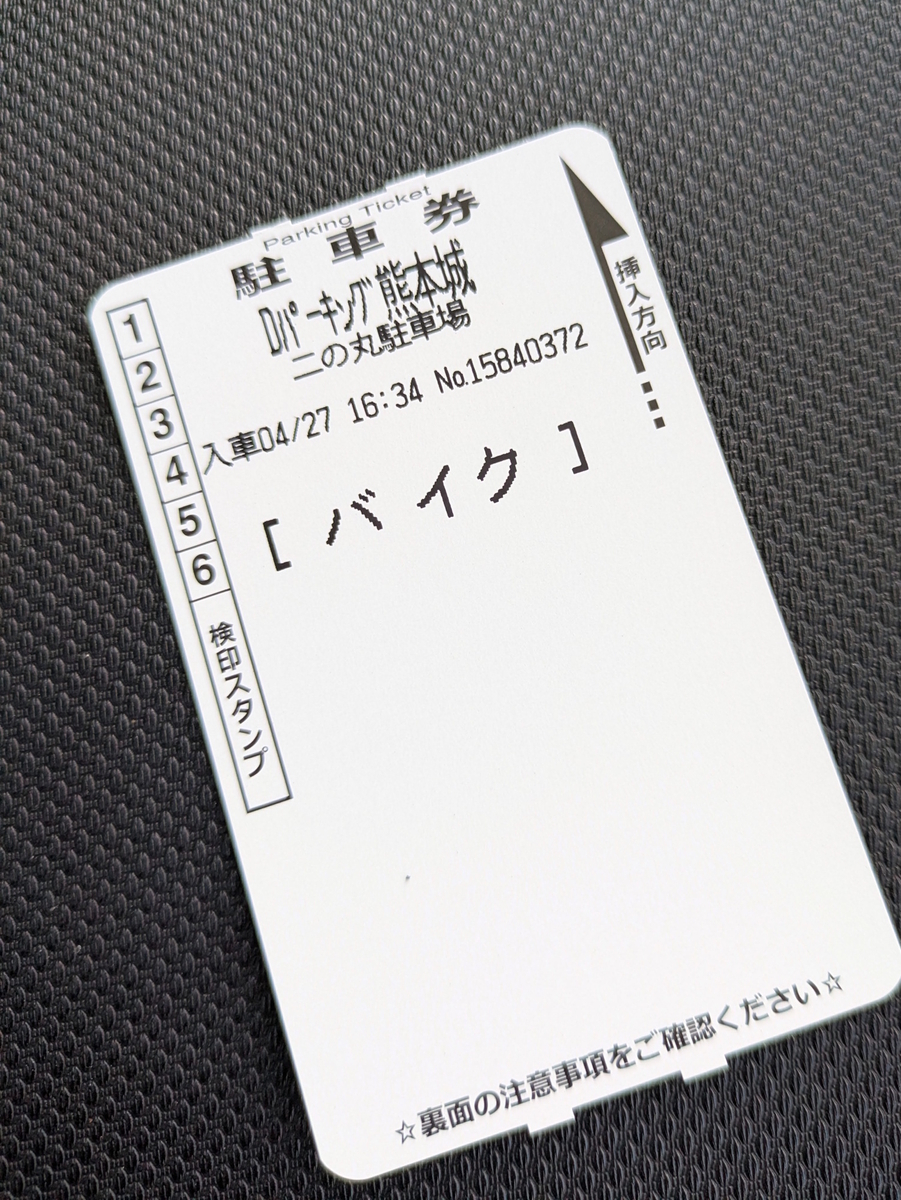 Parking Ticket
駐車券
Dパーキング熊本城
二の丸駐車場
入車04/27 16:34 No.15840372
[バイク]
挿入方向
1
2
3
4
5
6
検印スタンプ
☆裏面の注意事項をご確認ください☆